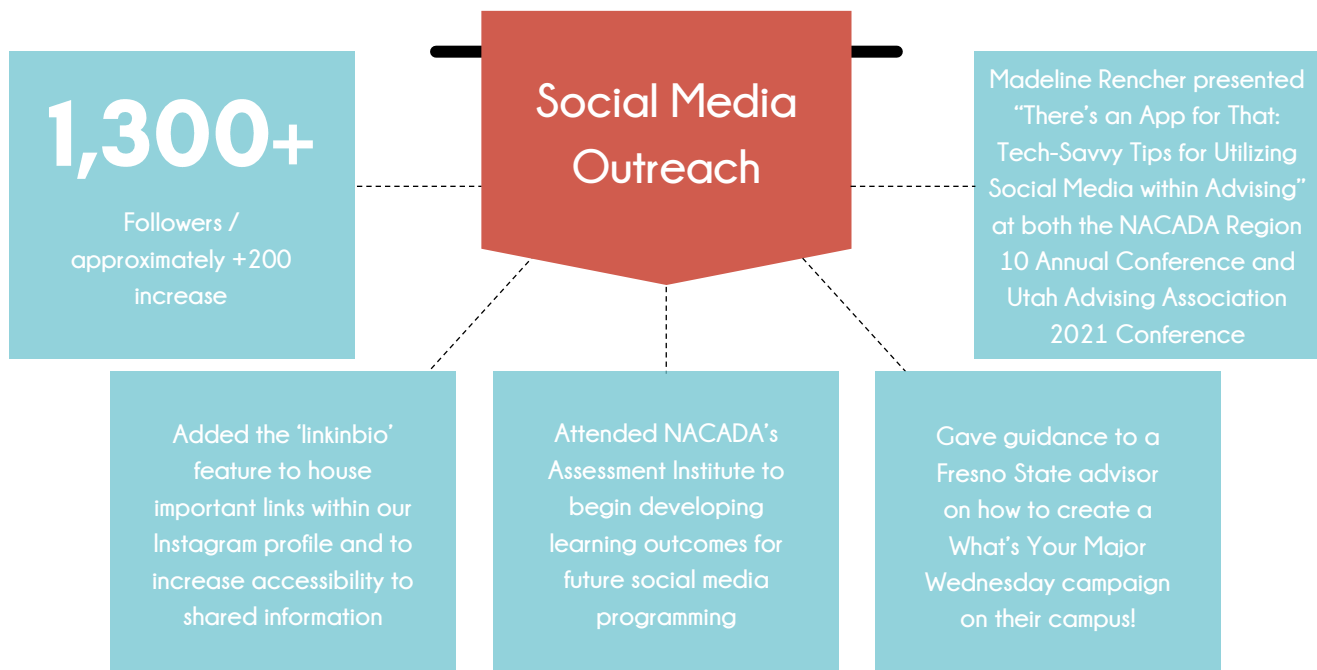 Social Media
Outreach
1,300+
Followers /
approximately +200
increase
Madeline Rencher presented
“There’s an App for That:
Tech-Savvy Tips for Utilizing
Social Media within Advising”
at both the NACADA Region
10 Annual Conference and
Utah Advising Association
2021 Conference
Added the ‘linkinbio’
feature to house
important links within our
Instagram profile and to
increase accessibility to
shared information
Attended NACADA’s
Assessment Institute to
begin developing
learning outcomes for
future social media
programming
Gave guidance to a
Fresno State advisor
on how to create a
What’s Your Major
Wednesday campaign
on their campus!